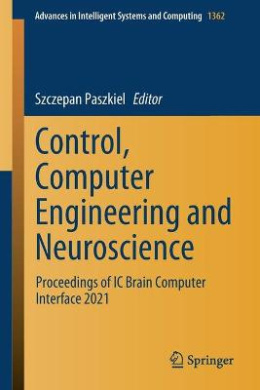 Advances in Intelligent Systems and Computing 1362
Szczepan Paszkiel Editor
Control,
Computer
Engineering and
Neuroscience
Proceedings of IC Brain Computer
Interface 2021
Springer